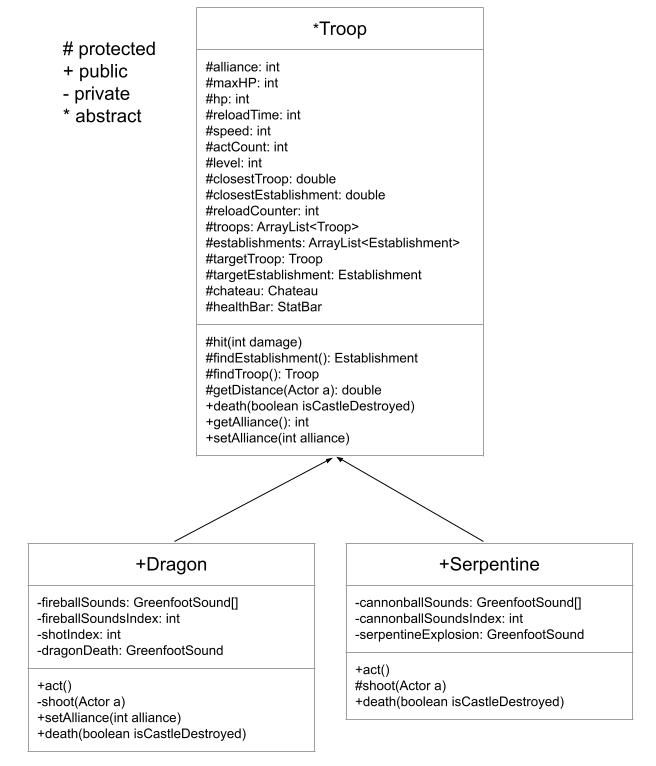 # protected
+ public
- private
* abstract
*Troop
#alliance: int
#maxHP: int
#hp: int
#reloadTime: int
#speed: int
#actCount: int
#level: int
#closestTroop: double
#closestEstablishment: double
#reloadCounter: int
#troops: ArrayList<Troop>
#establishments: ArrayList<Establishment>
#targetTroop: Troop
#targetEstablishment: Establishment
#chateau: Chateau
#healthBar: StatBar
#hit(int damage)
#findEstablishment(): Establishment
#findTroop(): Troop
#getDistance(Actor a): double
+death(boolean isCastleDestroyed)
+getAlliance(): int
+setAlliance(int alliance)
+Dragon
-fireballSounds: GreenfootSound[]
-fireballSoundsIndex: int
-shotIndex: int
-dragonDeath: GreenfootSound
+act()
-shoot(Actor a)
+setAlliance(int alliance)
+death(boolean isCastleDestroyed)
+Serpentine
-cannonballSounds: GreenfootSound[]
-cannonballSoundsIndex: int
-serpentineExplosion: GreenfootSound
+act()
#shoot(Actor a)
+death(boolean isCastleDestroyed)